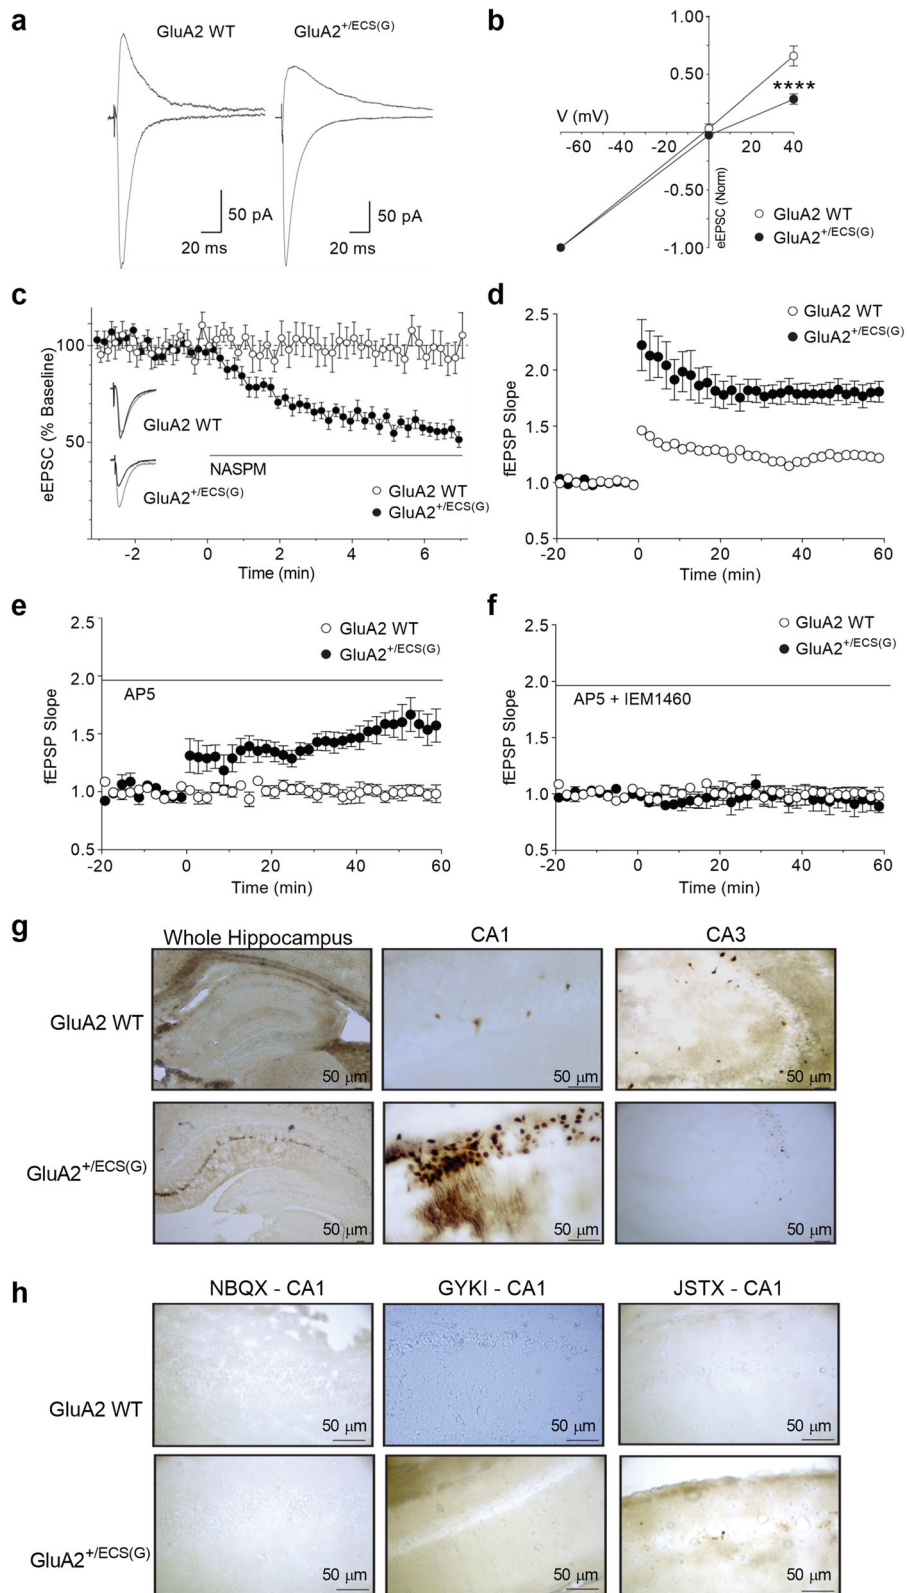 a
GluA2 WT
GluA2+/ECS(G)
50 pA
20 ms
50 pA
20 ms
b
1.00
0.50
V (mV)
-60 -40 -20 0 20 40
****
-0.50
-1.00
eEPSC (Norm)
GluA2 WT
GluA2+/ECS(G)
c
eEPSC (% Baseline)
100
50
GluA2 WT
GluA2+/ECS(G)
NASPM
GluA2 WT
GluA2+/ECS(G)
-2 0 2 4 6
Time (min)
d
fEPSP Slope
2.5
2.0
1.5
1.0
0.5
GluA2 WT
GluA2+/ECS(G)
-20 0 20 40 60
Time (min)
e
fEPSP Slope
2.5
2.0
1.5
1.0
0.5
GluA2 WT
GluA2+/ECS(G)
AP5
-20 0 20 40 60
Time (min)
f
fEPSP Slope
2.5
2.0
1.5
1.0
0.5
GluA2 WT
GluA2+/ECS(G)
AP5 + IEM1460
-20 0 20 40 60
Time (min)
g
Whole Hippocampus CA1 CA3
GluA2 WT
50 μm 50 μm 50 μm
GluA2+/ECS(G)
50 μm 50 μm 50 μm
h
NBQX - CA1 GYKI - CA1 JSTX - CA1
GluA2 WT
50 μm 50 μm 50 μm
GluA2+/ECS(G)
50 μm 50 μm 50 μm